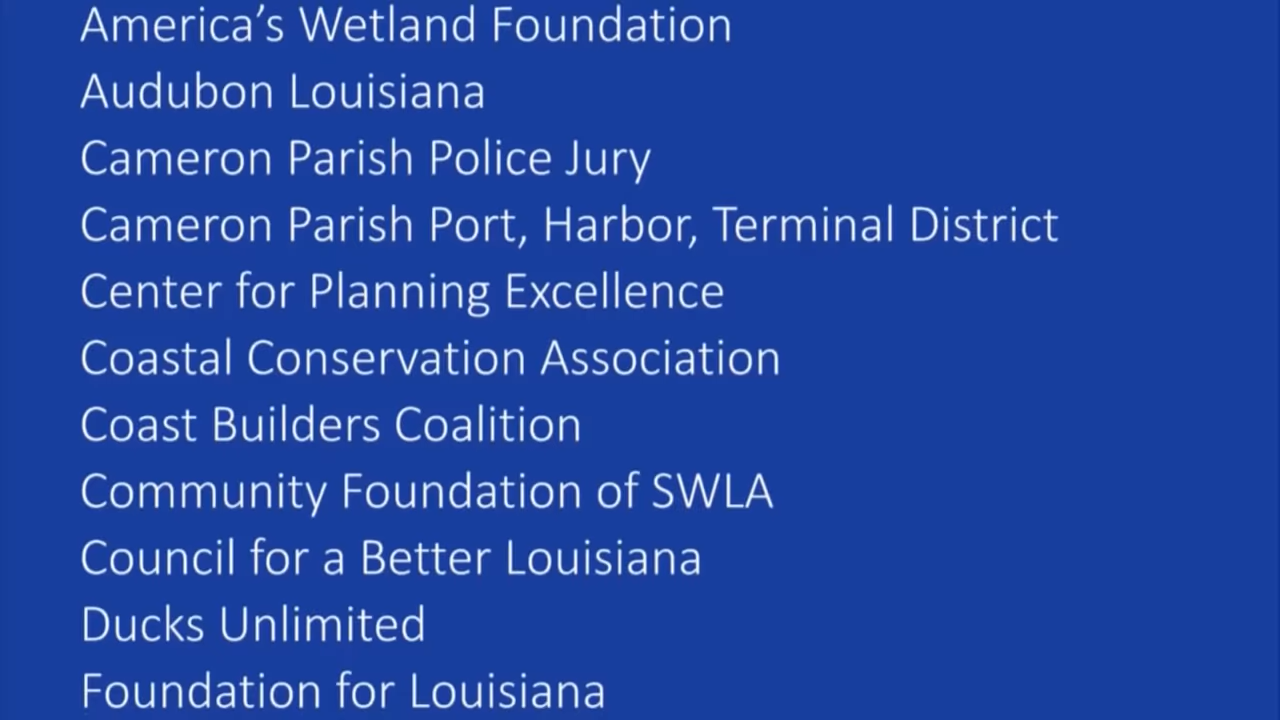 America’s Wetland Foundation
Audubon Louisiana
Cameron Parish Police Jury
Cameron Parish Port, Harbor, Terminal District
Center for Planning Excellence
Coastal Conservation Association
Coast Builders Coalition
Community Foundation of SWLA
Council for a Better Louisiana
Ducks Unlimited
Foundation for Louisiana